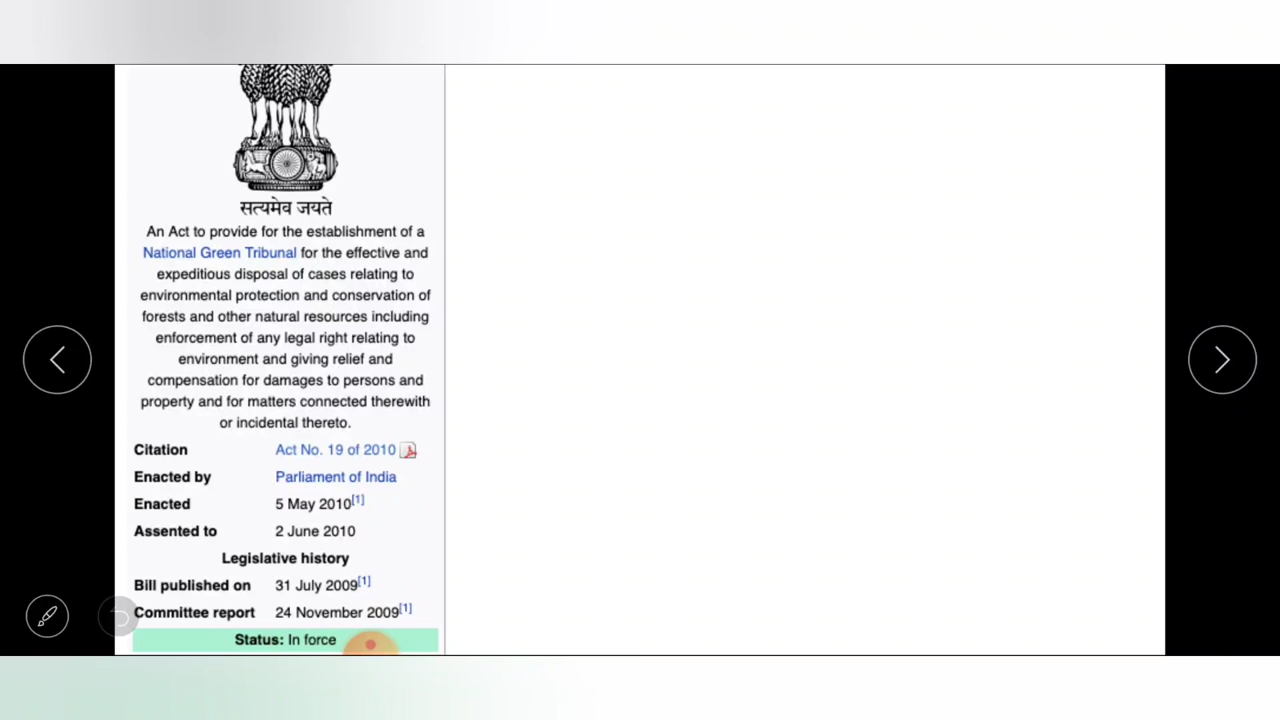 सत्यमेव जयते
An Act to provide for the establishment of a
National Green Tribunal for the effective and
expeditious disposal of cases relating to
environmental protection and conservation of
forests and other natural resources including
enforcement of any legal right relating to
environment and giving relief and
compensation for damages to persons and
property and for matters connected therewith
or incidental thereto.
Citation Act No. 19 of 2010
Enacted by Parliament of India
Enacted 5 May 2010[1]
Assented to 2 June 2010
Legislative history
Bill published on 31 July 2009[1]
Committee report 24 November 2009[1]
Status: In force